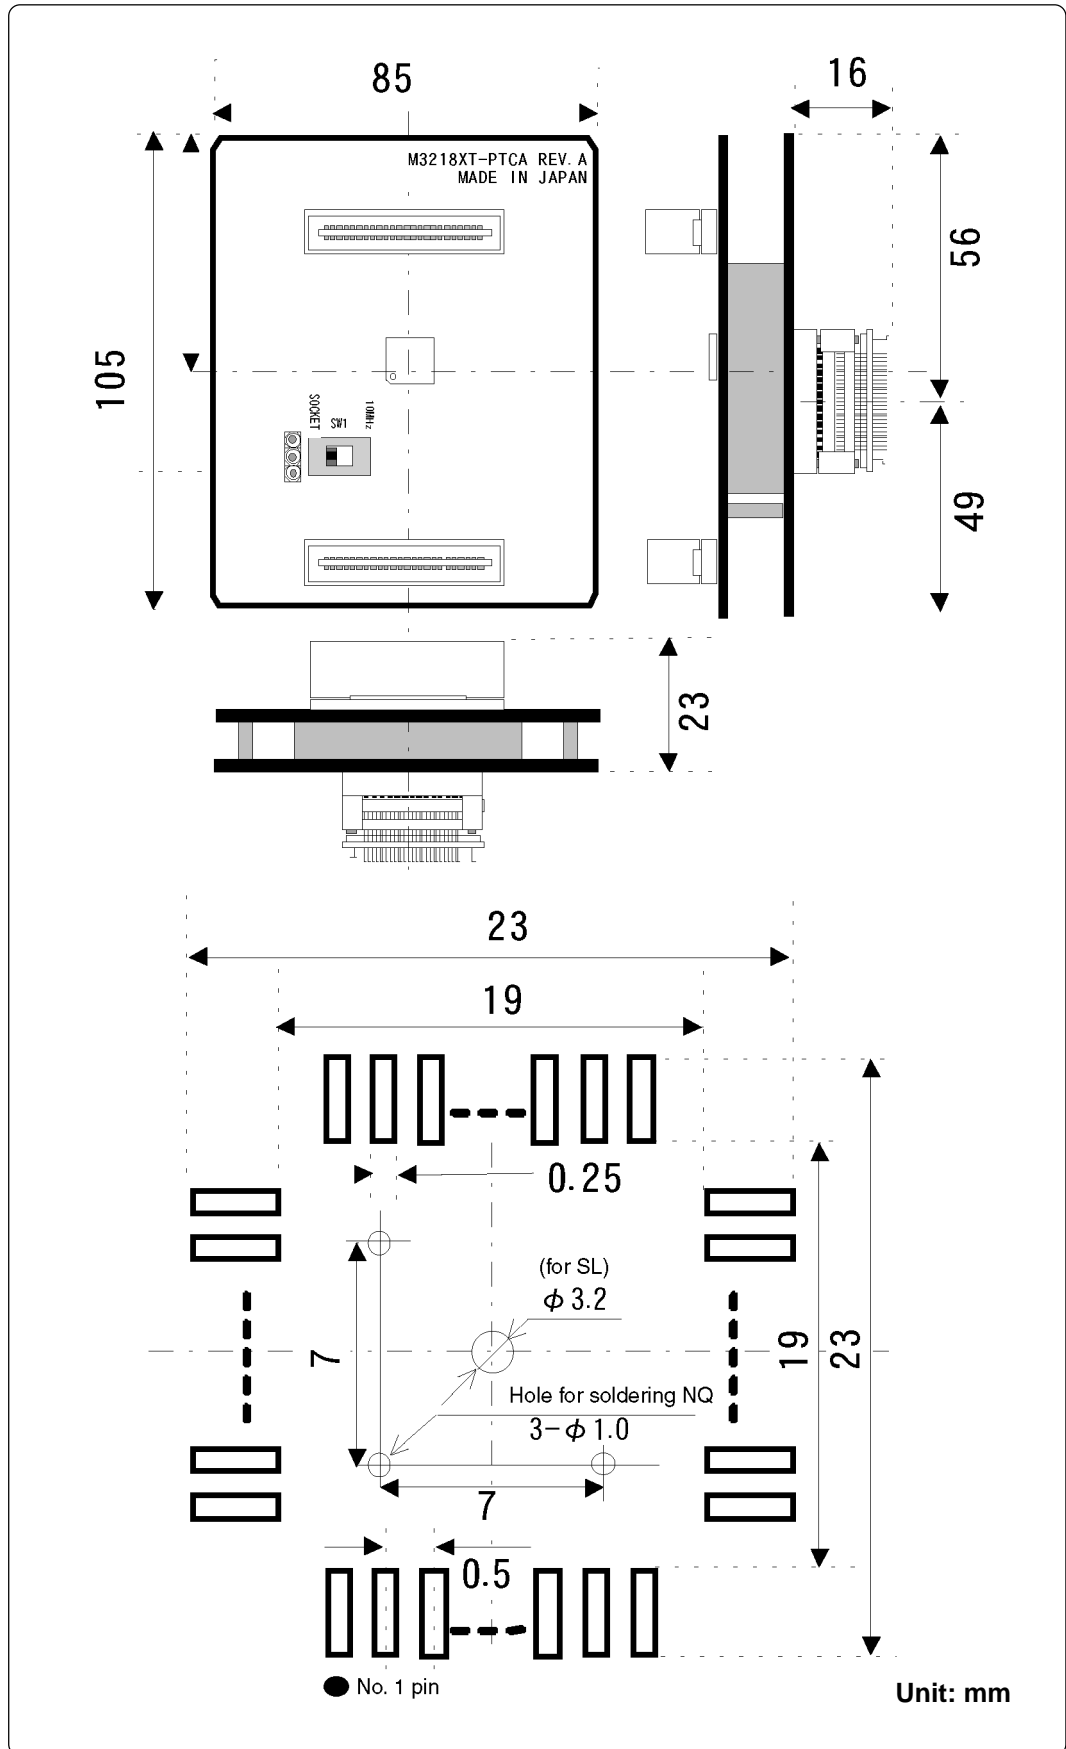 85
16
M3218XT-PTCA REV. A
MADE IN JAPAN
56
105
SOCKET
SW1
10MHz
49
23
23
19
0.25
(for SL)
φ 3.2
7
19
23
Hole for soldering NQ
3-φ 1.0
7
0.5
No. 1 pin
Unit: mm